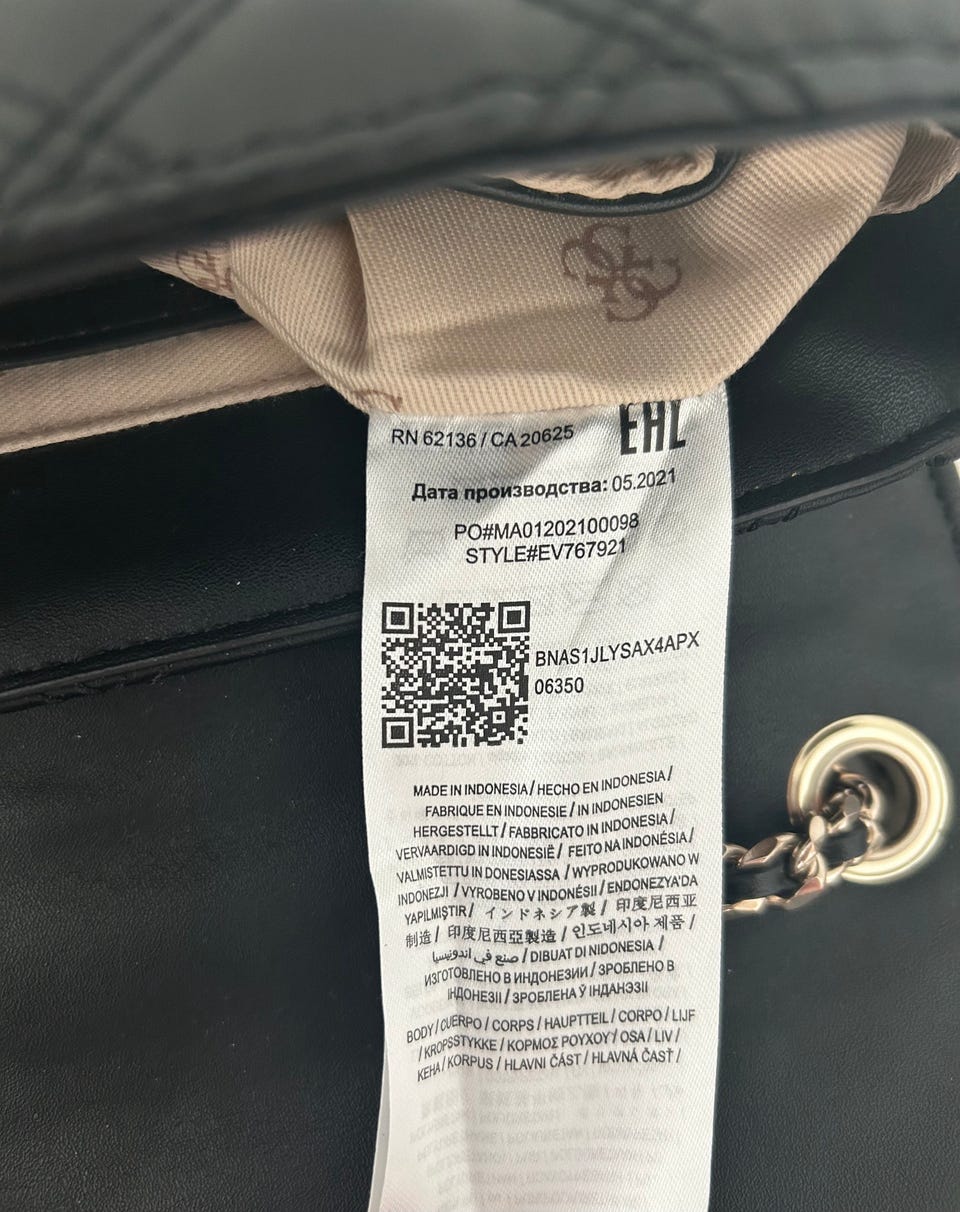 RN 62136 / CA 20625
EAC
Дата производства: 05.2021
PO#MA01202100098
STYLE#EV767921
BNAS1JLYSAX4APX
06350
MADE IN INDONESIA / HECHO EN INDONESIA /
FABRIQUE EN INDONESIE / IN INDONESIEN
HERGESTELLT / FABBRICATO IN INDONESIA /
VERVAARDIGD IN INDONESIË / FEITO NA INDONÉSIA /
VALMISTETTU IN DONESIASSA / WYPRODUKOWANO W
INDONEZJI / VYROBENO V INDONÉSII / ENDONEZYA'DA
YAPILMIŞTIR / インドネシア製 / 印度尼西亚
制造 / 印度尼西亞製造 / 인도네시아 제품 /
صنع في اندونيسيا / DIBUAT DI NIDONESIA /
ИЗГОТОВЛЕНО В ИНДОНЕЗИИ / ЗРОБЛЕНО В
ІНДОНЕЗІІ / ЗРОБЛЕНА Ў ІНДАНЭЗІІ
BODY / CUERPO / CORPS / HAUPTTEIL / CORPO / LIJF
/ KROPSSTYKKE / ΚΟΡΜΟΣ ΡΟΥΧΟΥ / OSA / LIV /
KEHA / KORPUS / HLAVNI ČÁST / HLAVNÁ ČASŤ /